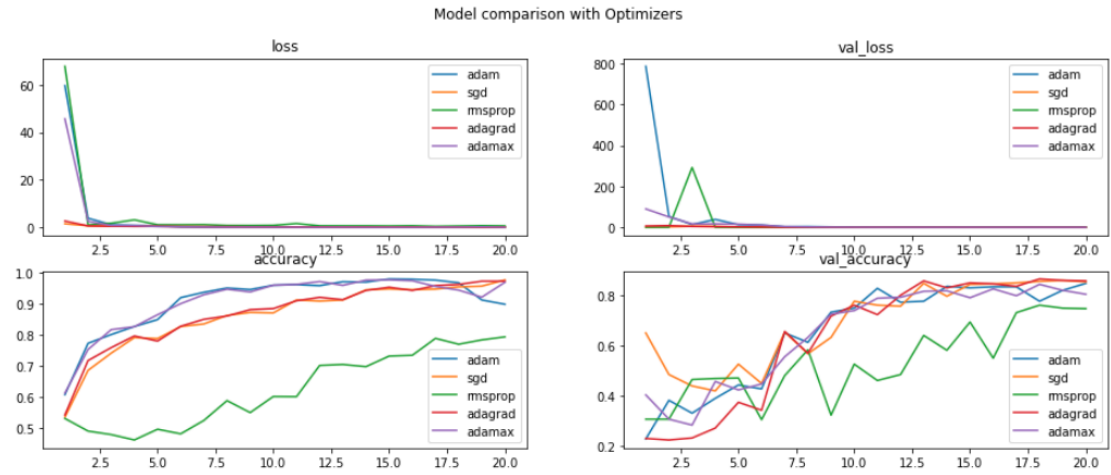 Model comparison with Optimizers
loss
60
40
20
0
2.5 5.0 7.5 10.0 12.5 15.0 17.5 20.0
adam
sgd
rmsprop
adagrad
adamax
val_loss
800
600
400
200
0
2.5 5.0 7.5 10.0 12.5 15.0 17.5 20.0
adam
sgd
rmsprop
adagrad
adamax
accuracy
1.0
0.9
0.8
0.7
0.6
0.5
2.5 5.0 7.5 10.0 12.5 15.0 17.5 20.0
adam
sgd
rmsprop
adagrad
adamax
val_accuracy
0.8
0.6
0.4
0.2
2.5 5.0 7.5 10.0 12.5 15.0 17.5 20.0
adam
sgd
rmsprop
adagrad
adamax